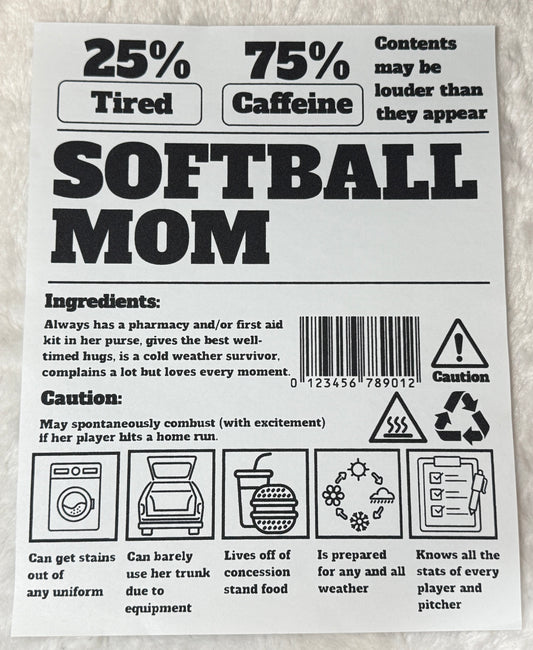 25% 75% Contents
may be
louder than
they appear
Tired Caffeine
SOFTBALL
MOM
Ingredients:
Always has a pharmacy and/or first aid
kit in her purse, gives the best well-
timed hugs, is a cold weather survivor,
complains a lot but loves every moment.
0 123456 789012
Caution
Caution:
May spontaneously combust (with excitement)
if her player hits a home run.
Can get stains
out of
any uniform
Can barely
use her trunk
due to
equipment
Lives off of
concession
stand food
Is prepared
for any and all
weather
Knows all the
stats of every
player and
pitcher